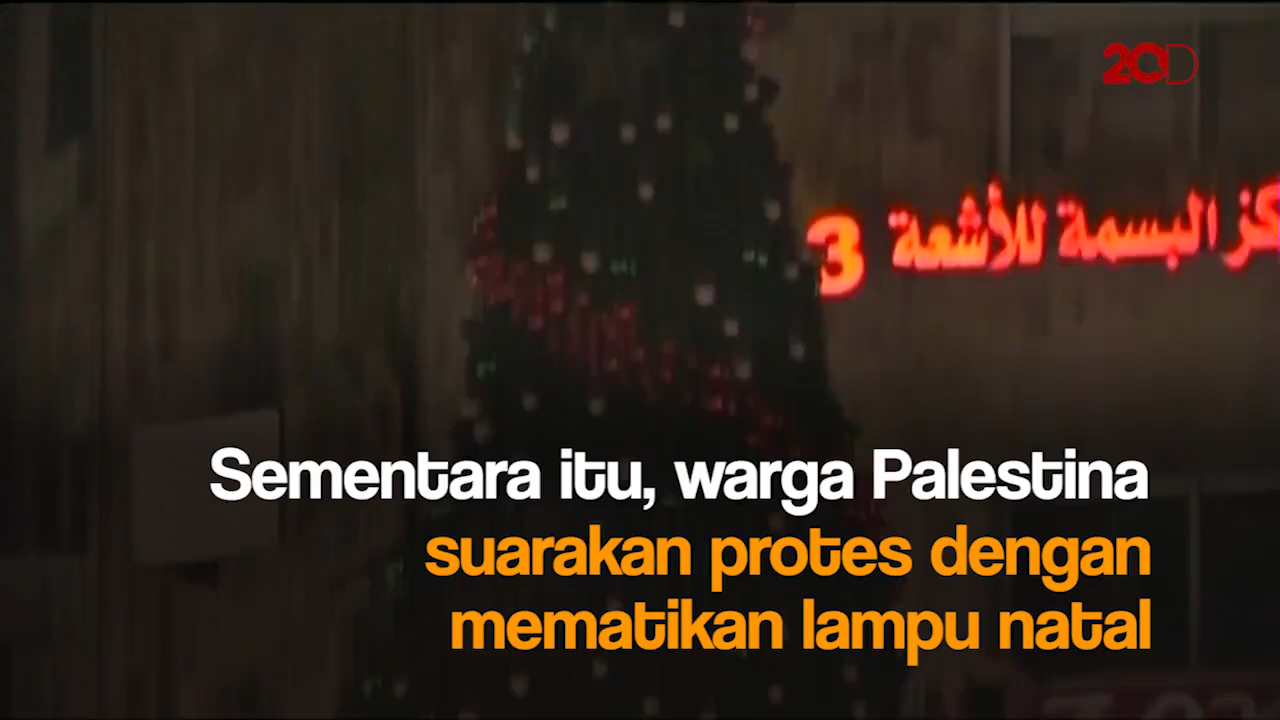 20D
3 كز البسمة للأشعة
Sementara itu, warga Palestina
suarakan protes dengan
mematikan lampu natal